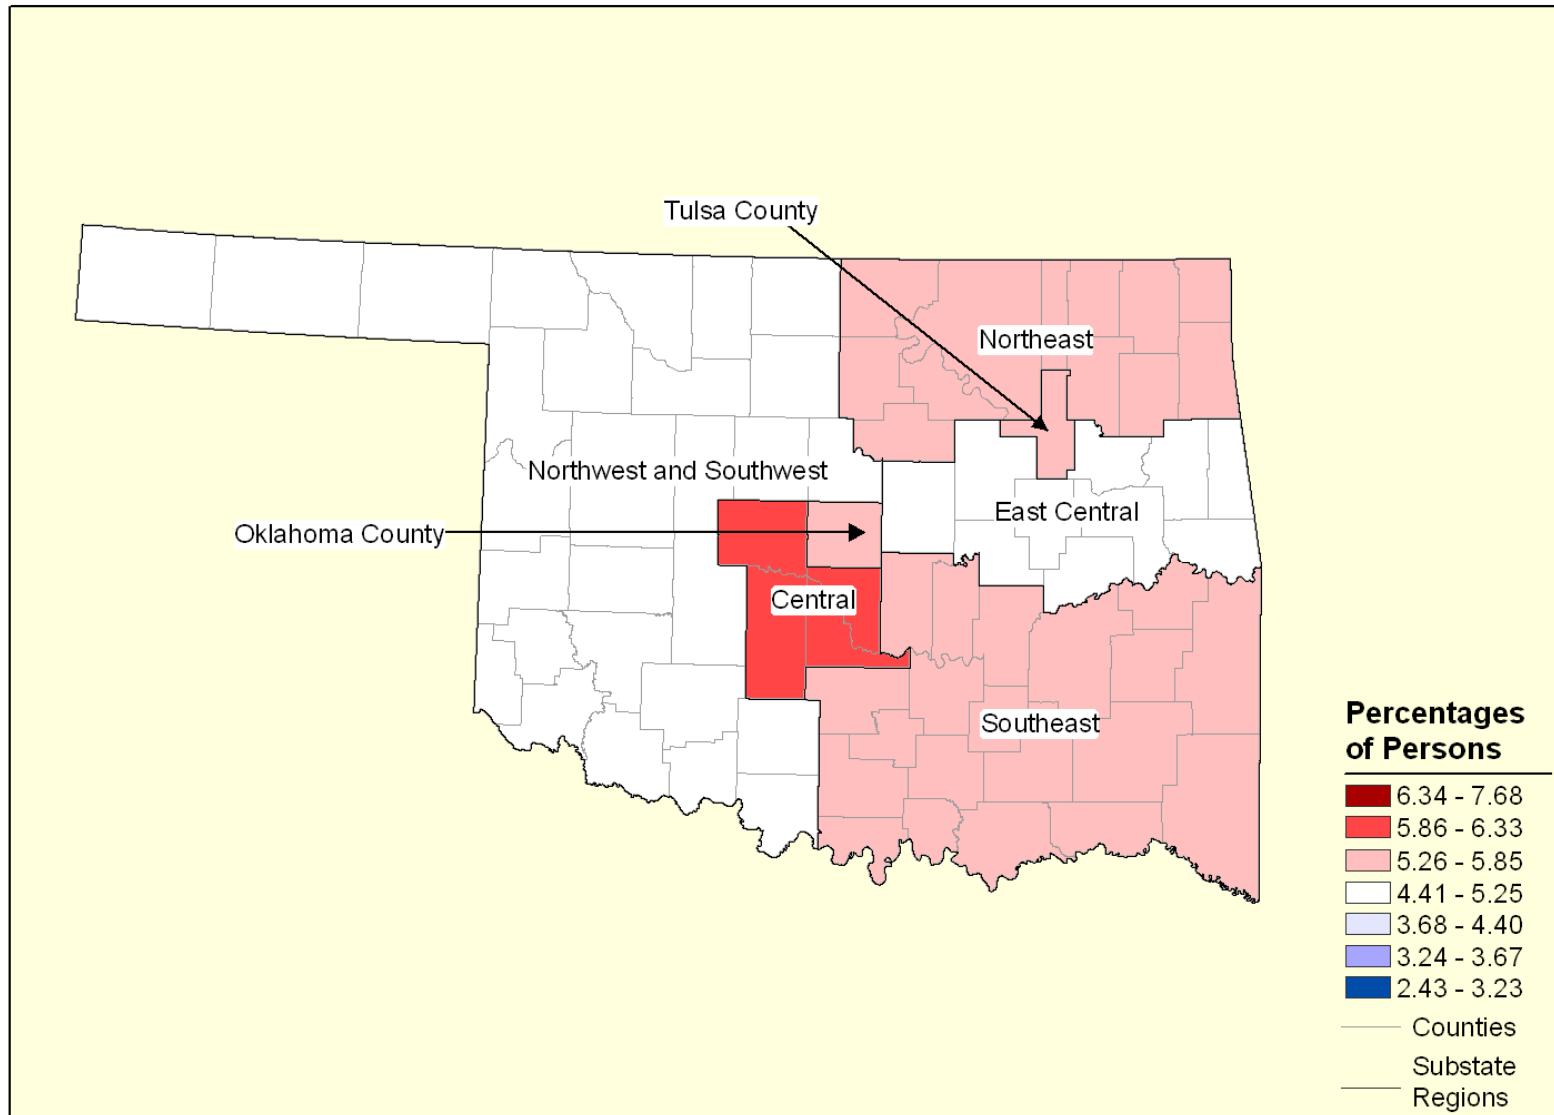 Tulsa County
Northeast
Northwest and Southwest
East Central
Oklahoma County
Central
Southeast
Percentages
of Persons
6.34 - 7.68
5.86 - 6.33
5.26 - 5.85
4.41 - 5.25
3.68 - 4.40
3.24 - 3.67
2.43 - 3.23
Counties
Substate
Regions